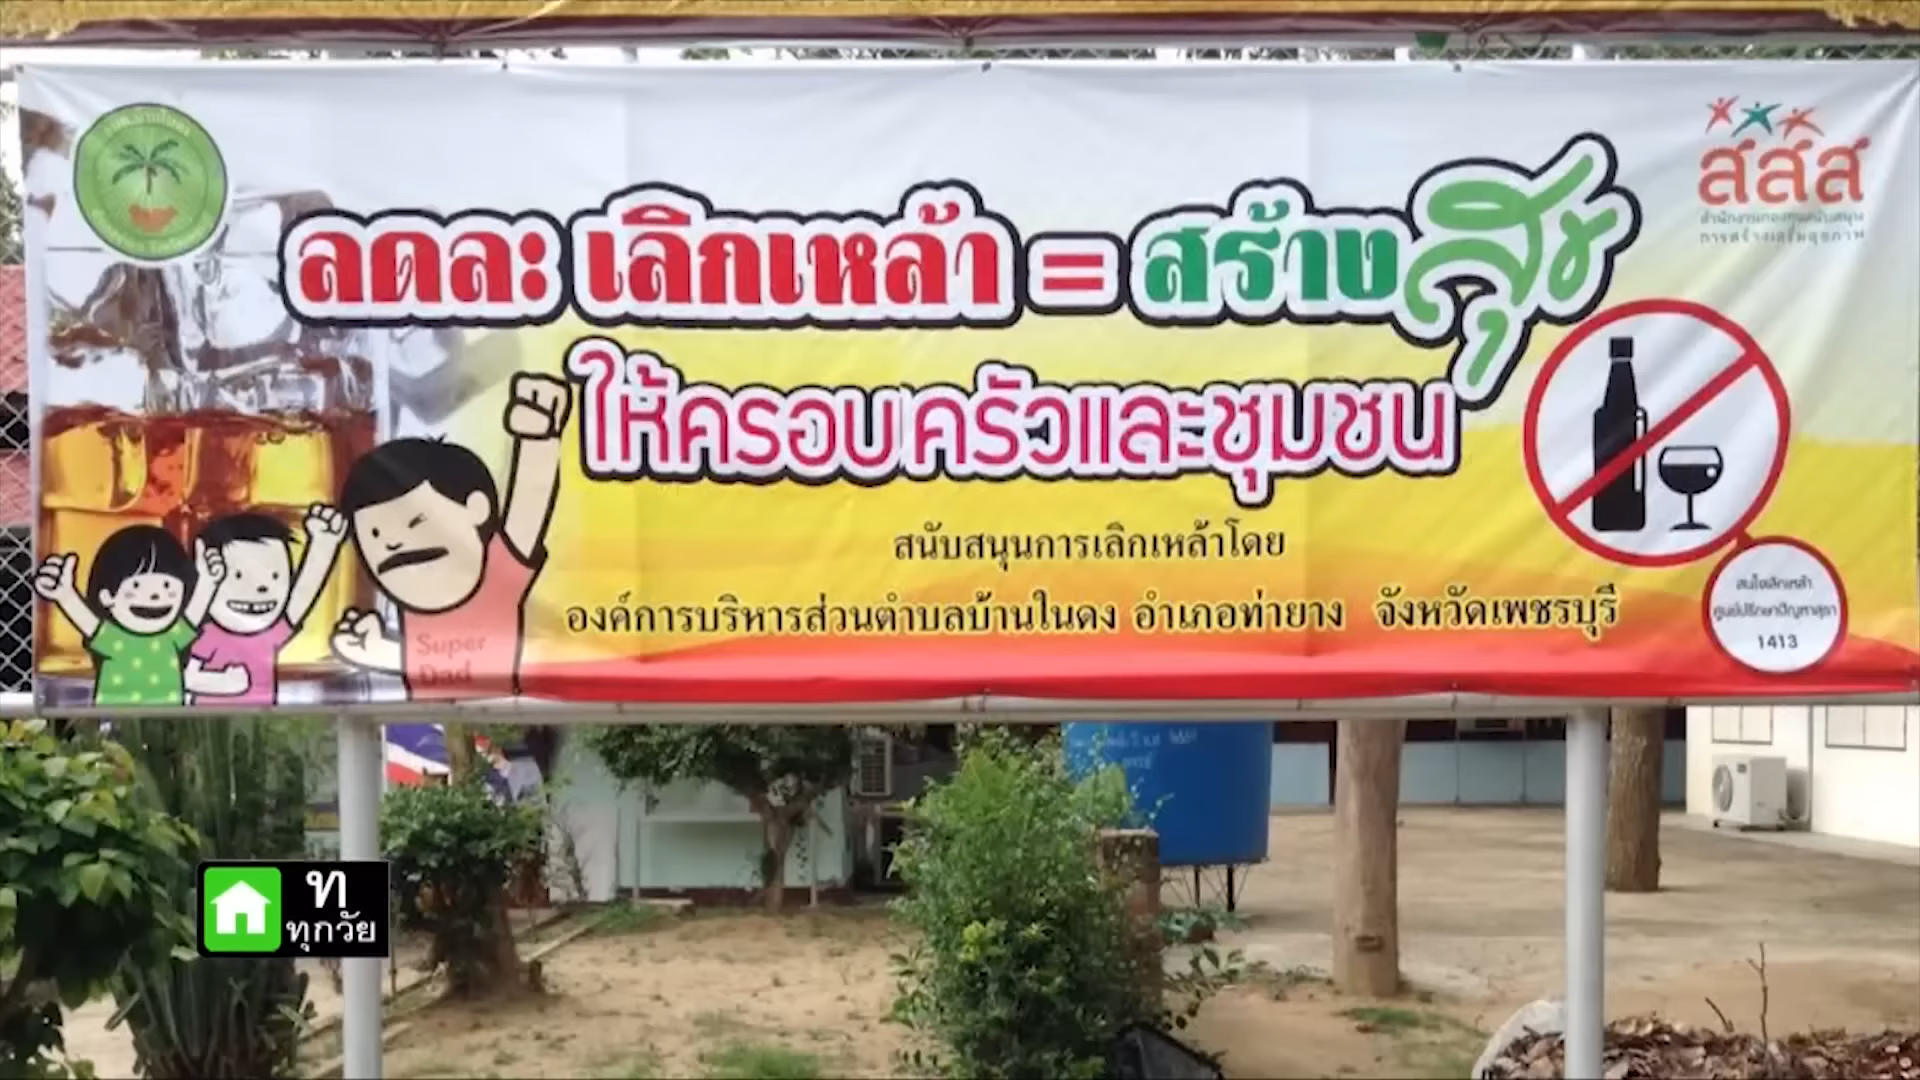 ลดละ เลิกเหล้า = สร้างสุข
ให้ครอบครัวและชุมชน
สนับสนุนการเลิกเหล้าโดย
องค์การบริหารส่วนตำบลบ้านในดง อำเภอท่ายาง จังหวัดเพชรบุรี
สสส
สำนักงานกองทุนสนับสนุน
การสร้างเสริมสุขภาพ
สนใจเลิกเหล้า
ศูนย์ปรึกษาปัญหาสุรา
1413
Super
Dad
ท
ทุกวัย